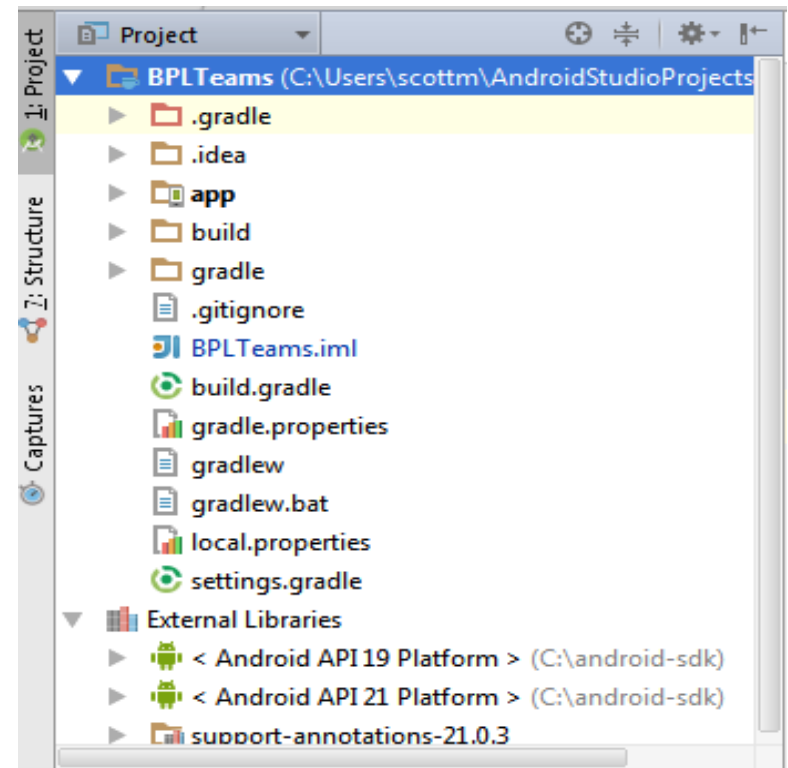 Project
1: Project
7: Structure
Captures
BPLTeams (C:\Users\scottm\AndroidStudioProjects
.gradle
.idea
app
build
gradle
.gitignore
BPLTeams.iml
build.gradle
gradle.properties
gradlew
gradlew.bat
local.properties
settings.gradle
External Libraries
< Android API 19 Platform > (C:\android-sdk)
< Android API 21 Platform > (C:\android-sdk)
support-annotations-21.0.3